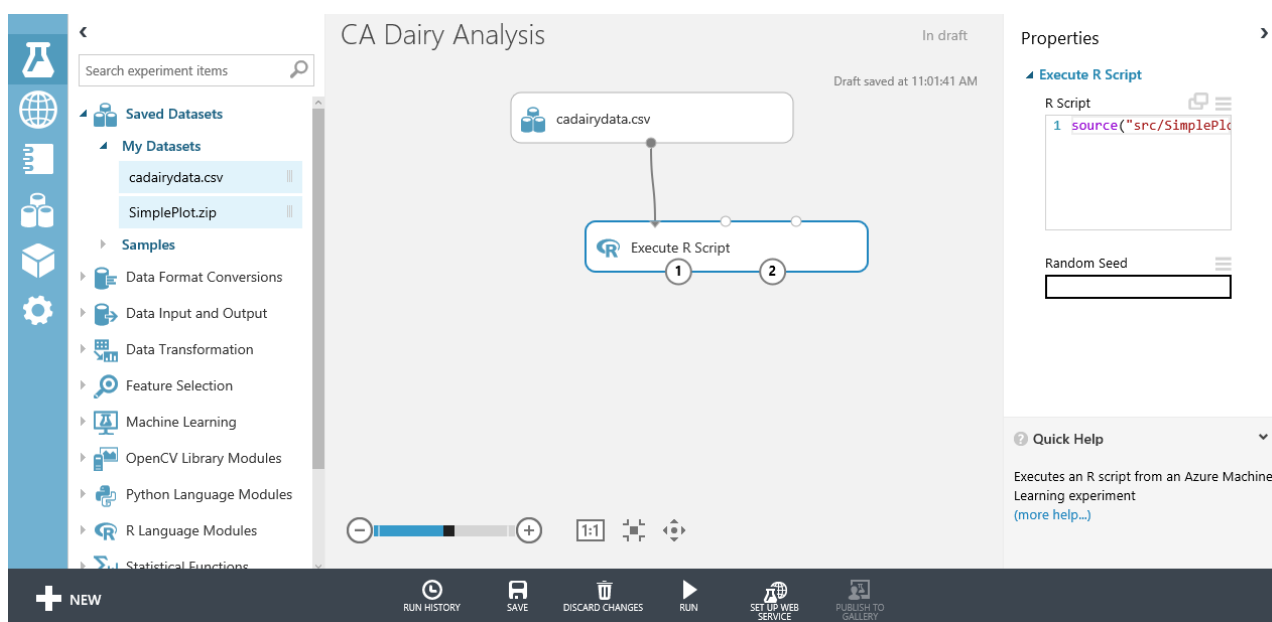 CA Dairy Analysis
In draft
Draft saved at 11:01:41 AM
Search experiment items
Saved Datasets
My Datasets
cadairydata.csv
SimplePlot.zip
Samples
Data Format Conversions
Data Input and Output
Data Transformation
Feature Selection
Machine Learning
OpenCV Library Modules
Python Language Modules
R Language Modules
Statistical Functions
cadairydata.csv
Execute R Script
1
2
1:1
Properties
Execute R Script
R Script
1 source("src/SimplePlo
Random Seed
Quick Help
Executes an R script from an Azure Machine
Learning experiment
(more help...)
NEW
RUN HISTORY
SAVE
DISCARD CHANGES
RUN
SET UP WEB
SERVICE
PUBLISH TO
GALLERY